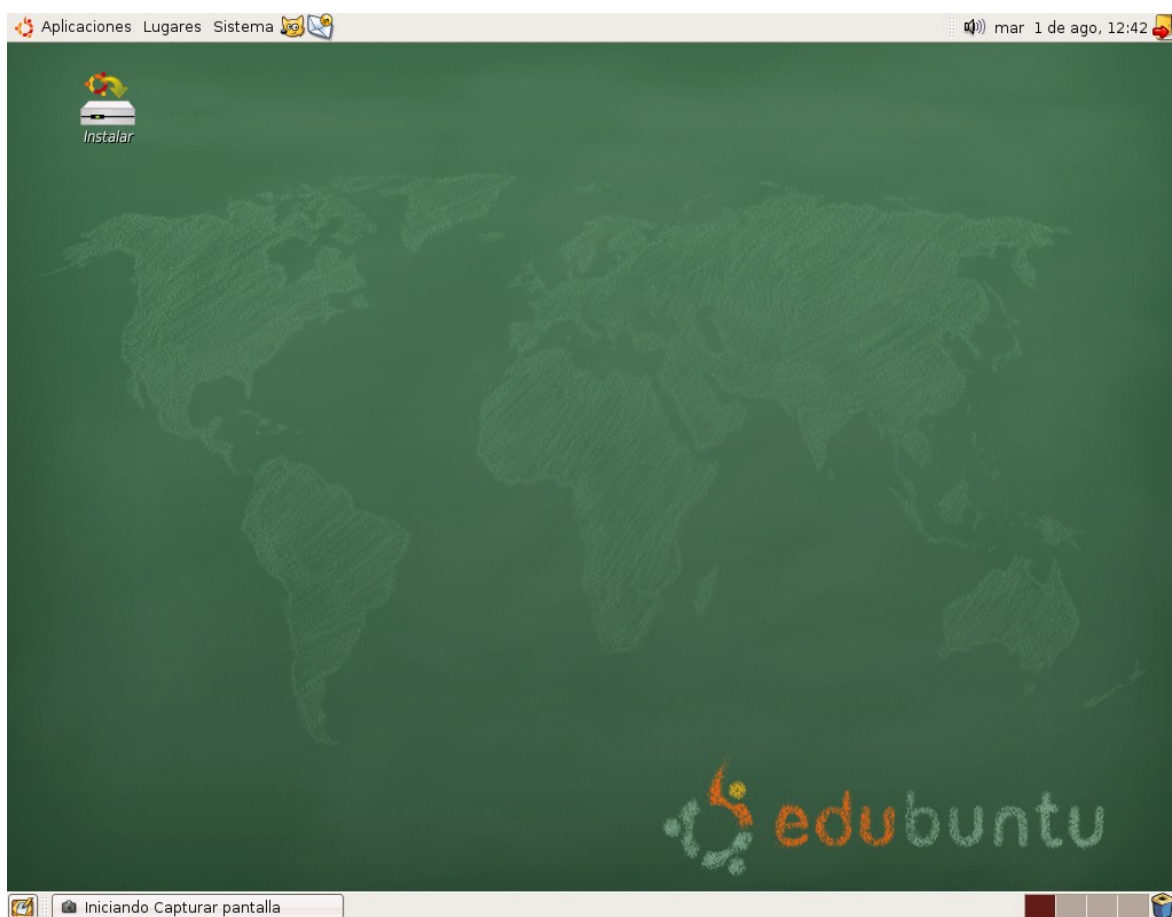 Aplicaciones Lugares Sistema mar 1 de ago, 12:42
Instalar
edubuntu
Iniciando Capturar pantalla